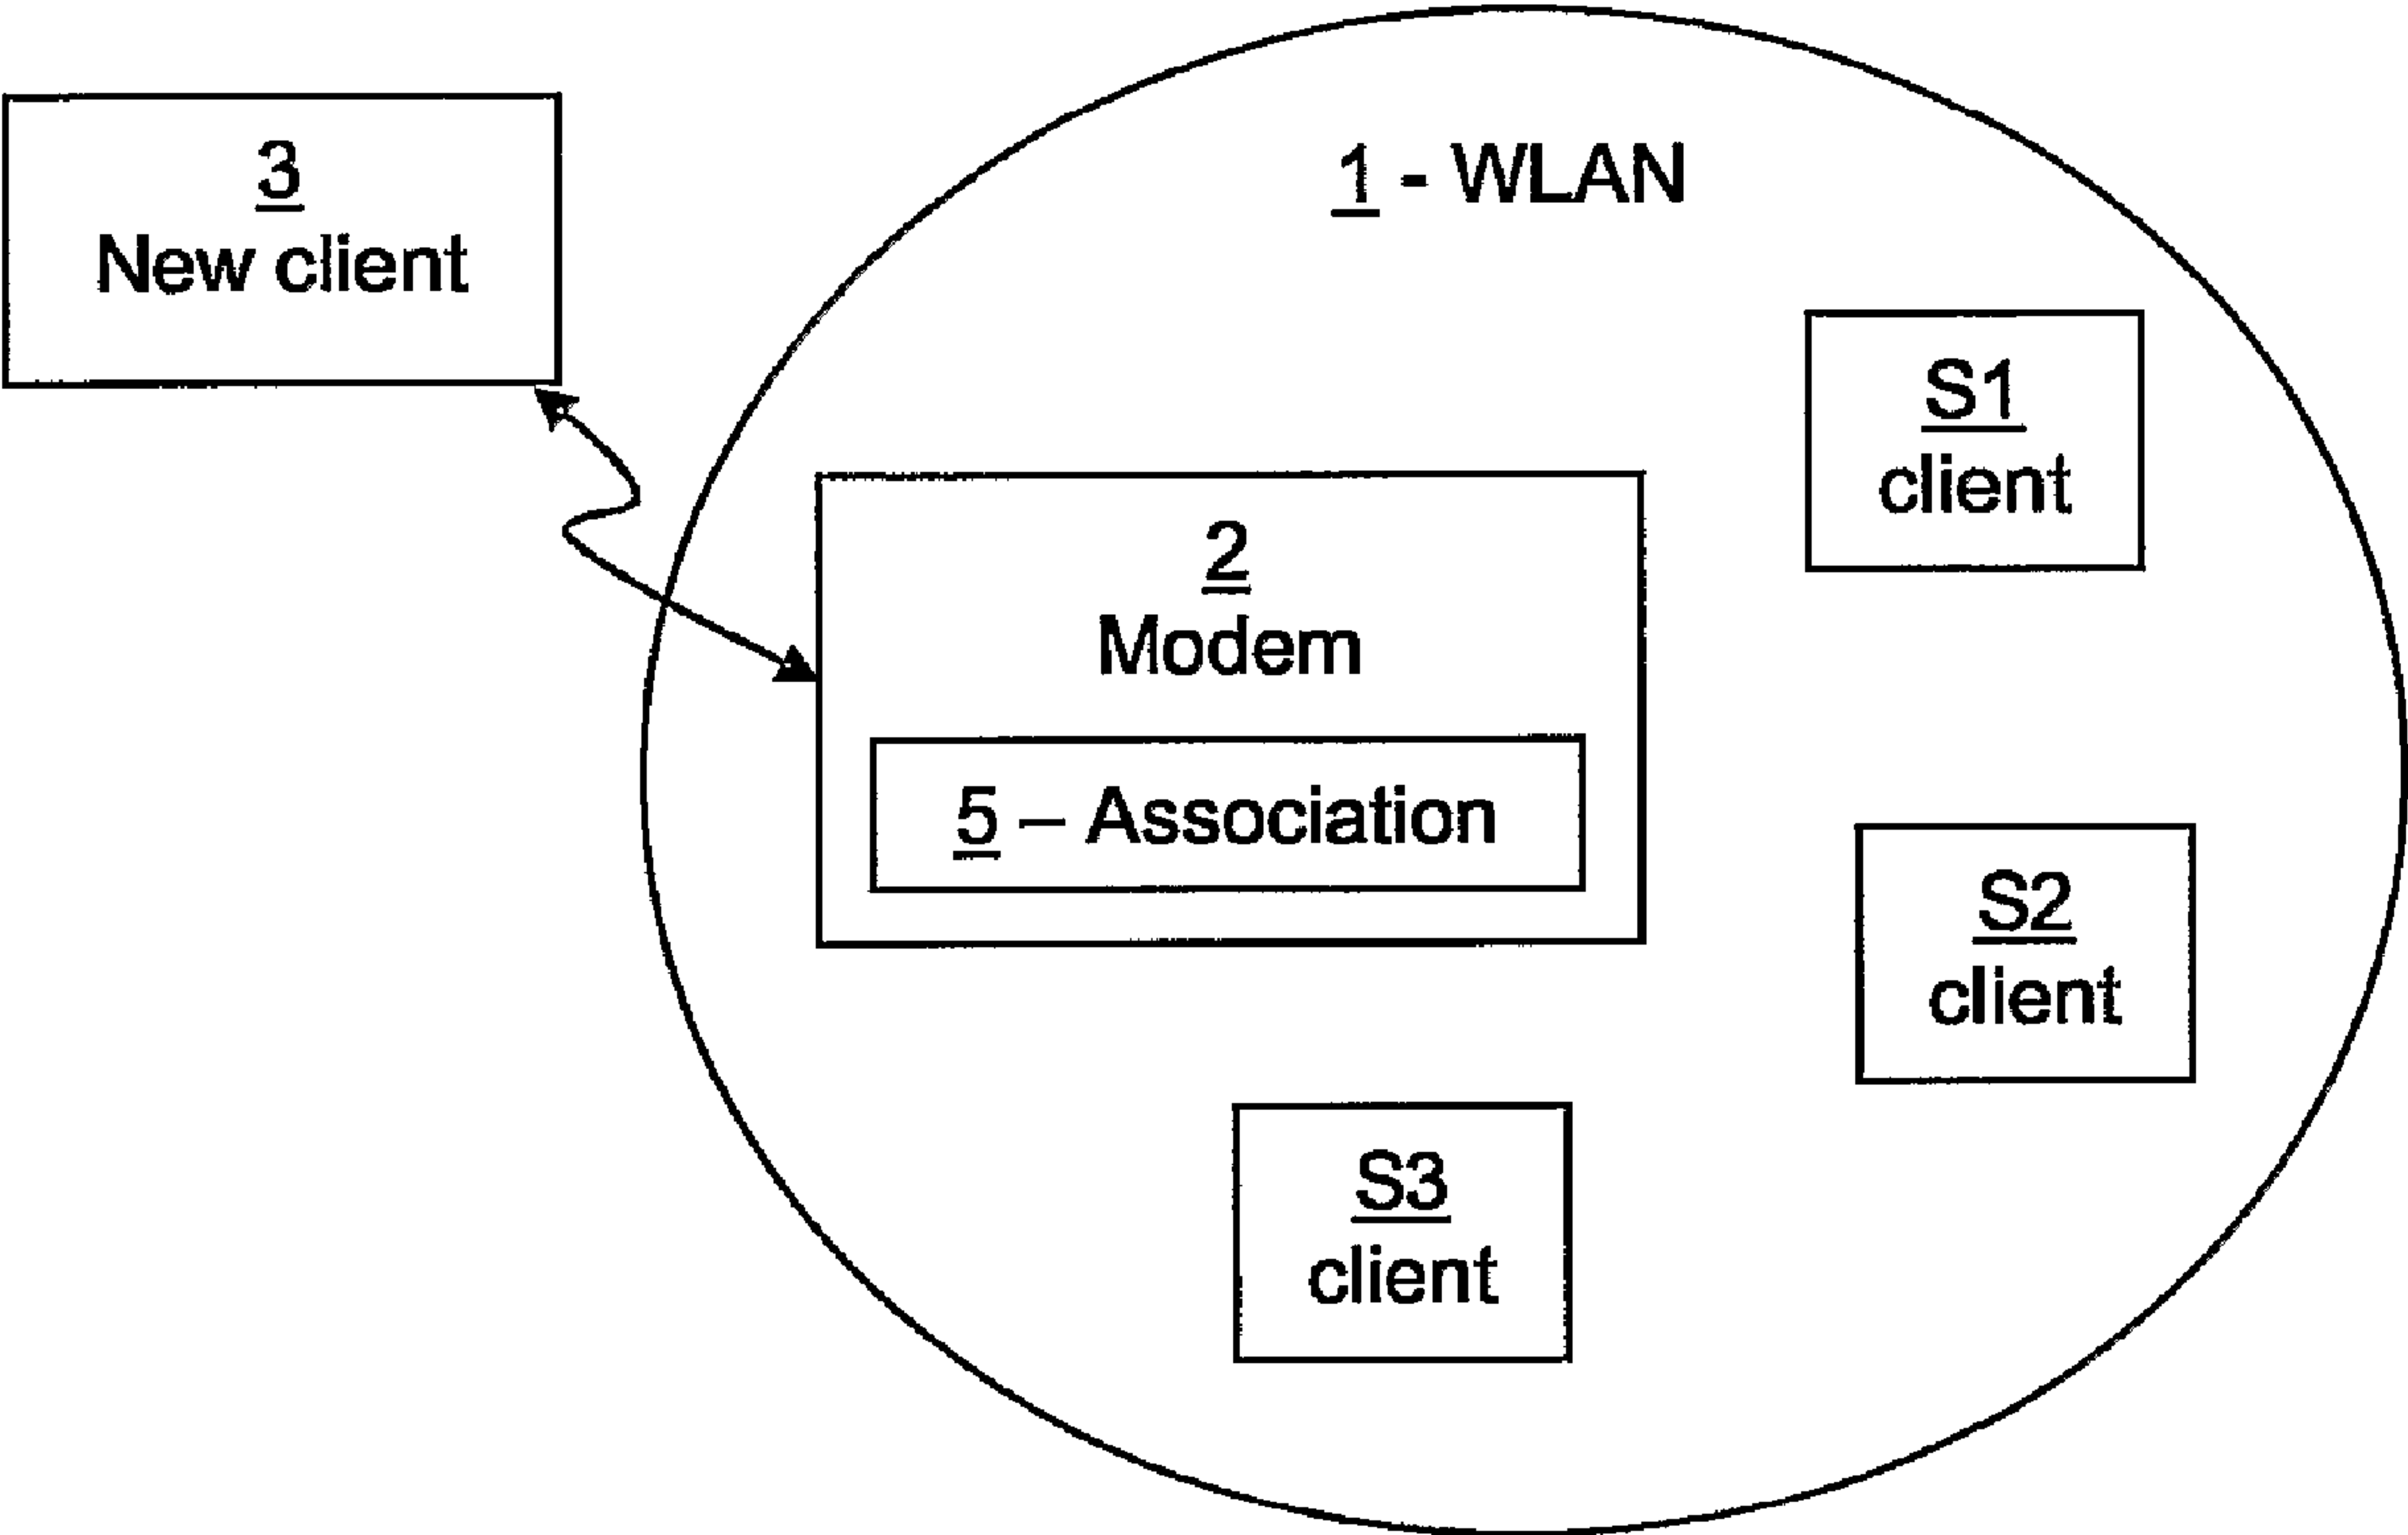 3
New client
1 - WLAN
S1
client
2
Modem
5 – Association
S2
client
S3
client